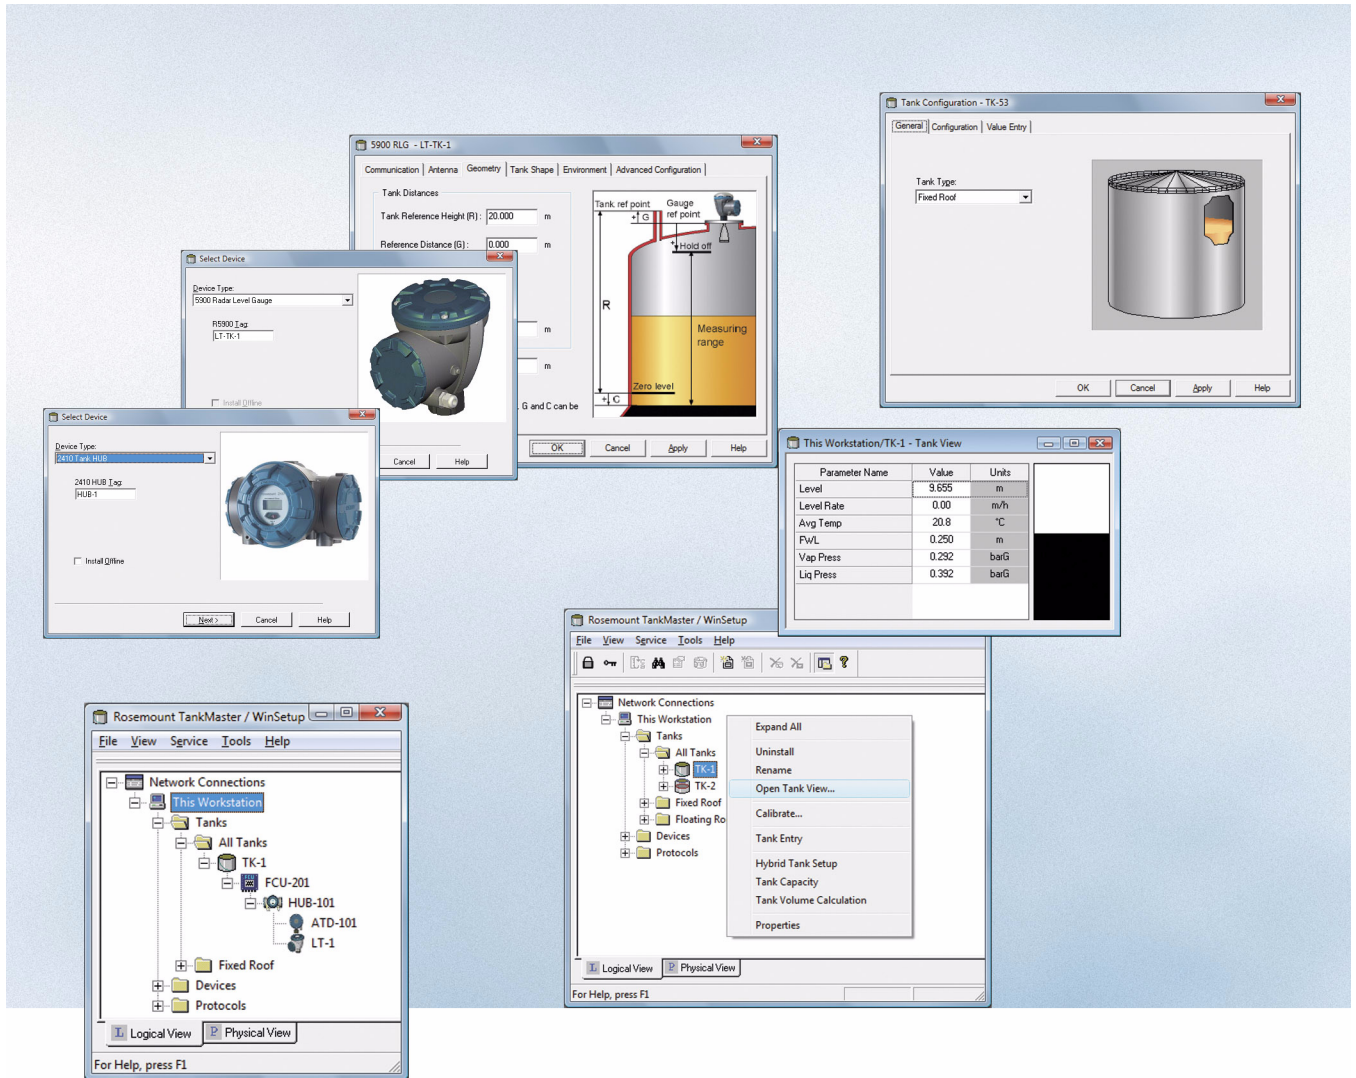 Tank Configuration - TK-53
General Configuration Value Entry
Tank Type:
Fixed Roof
OK Cancel Apply Help
5900 RLG - LT-TK-1
Communication Antenna Geometry Tank Shape Environment Advanced Configuration
Tank Distances
Tank Reference Height (R) : 20.000 m
Reference Distance (G) : 0.000 m
m
m
. G and C can be
Tank ref point
Gauge
ref point
+ G
+
Hold off
R
Measuring
range
Zero level
+ C
OK Cancel Apply Help
Select Device
Device Type:
5900 Radar Level Gauge
R5900 Tag:
LT-TK-1
Install Offline
Cancel Help
Select Device
Device Type:
2410 Tank HUB
2410 HUB Tag:
HUB-1
Install Offline
Next > Cancel Help
This Workstation/TK-1 - Tank View
Parameter Name Value Units
Level 9.655 m
Level Rate 0.00 m/h
Avg Temp 20.8 °C
FWL 0.250 m
Vap Press 0.292 barG
Liq Press 0.392 barG
Rosemount TankMaster / WinSetup
File View Service Tools Help
Network Connections
This Workstation
Tanks
All Tanks
TK-1
TK-2
Fixed Roof
Floating Ro
Devices
Protocols
Expand All
Uninstall
Rename
Open Tank View...
Calibrate...
Tank Entry
Hybrid Tank Setup
Tank Capacity
Tank Volume Calculation
Properties
L Logical View P Physical View
For Help, press F1
Rosemount TankMaster / WinSetup
File View Service Tools Help
Network Connections
This Workstation
Tanks
All Tanks
TK-1
FCU-201
HUB-101
ATD-101
LT-1
Fixed Roof
Devices
Protocols
L Logical View P Physical View
For Help, press F1